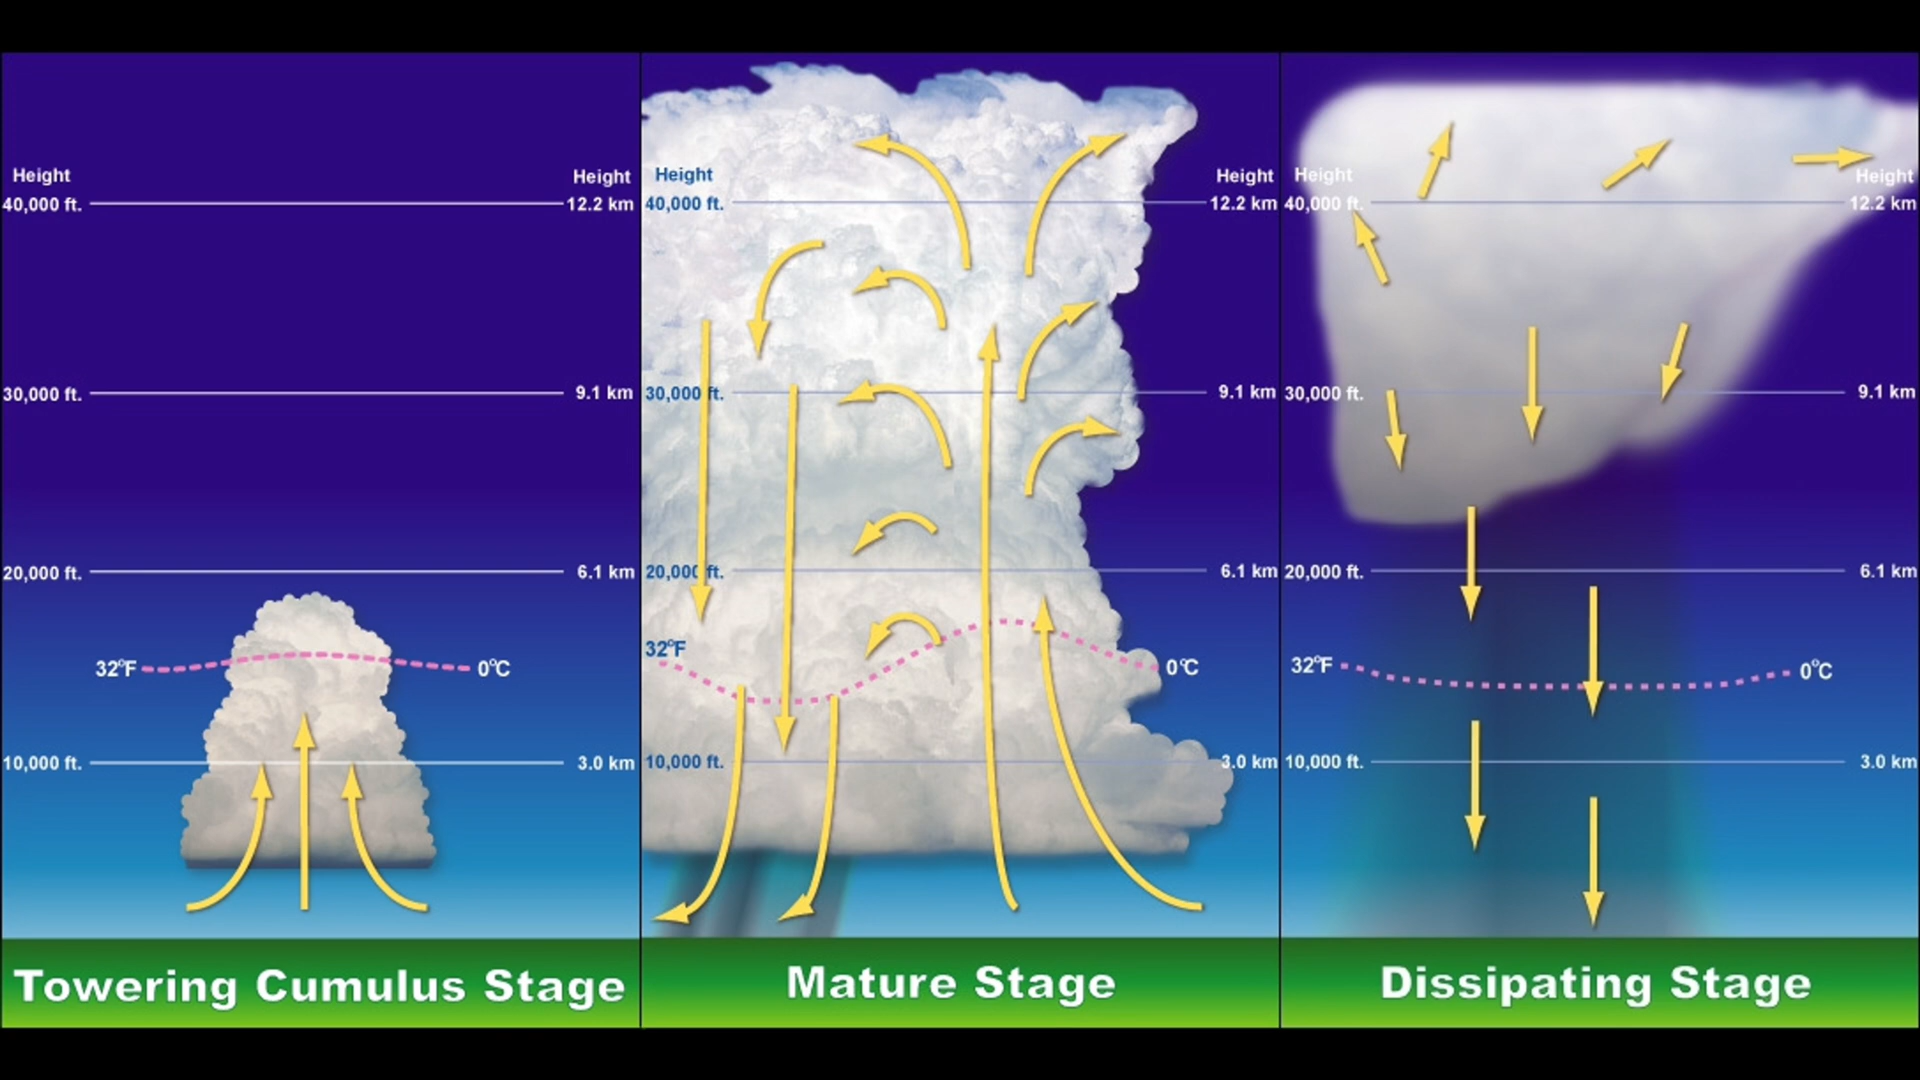 Height Height
40,000 ft. 12.2 km
30,000 ft. 9.1 km
20,000 ft. 6.1 km
32°F 0°C
10,000 ft. 3.0 km
Towering Cumulus Stage
Height Height
40,000 ft. 12.2 km
30,000 ft. 9.1 km
20,000 ft. 6.1 km
32°F 0°C
10,000 ft. 3.0 km
Mature Stage
Height Height
40,000 ft. 12.2 km
30,000 ft. 9.1 km
20,000 ft. 6.1 km
32°F 0°C
10,000 ft. 3.0 km
Dissipating Stage